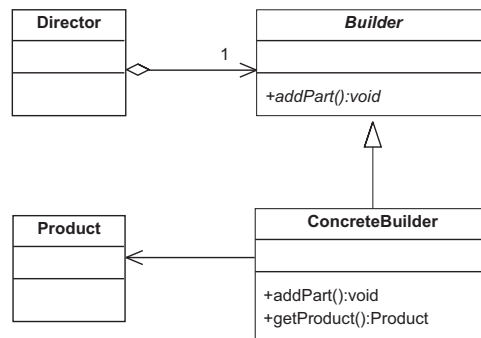 Director
Builder
1
+addPart():void
Product
ConcreteBuilder
+addPart():void
+getProduct():Product